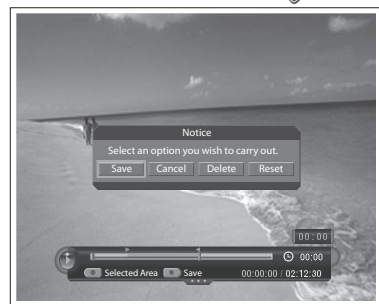 Notice
Select an option you wish to carry out.
Save Cancel Delete Reset
00:00
00:00
Selected Area Save 00:00:00 / 02:12:30